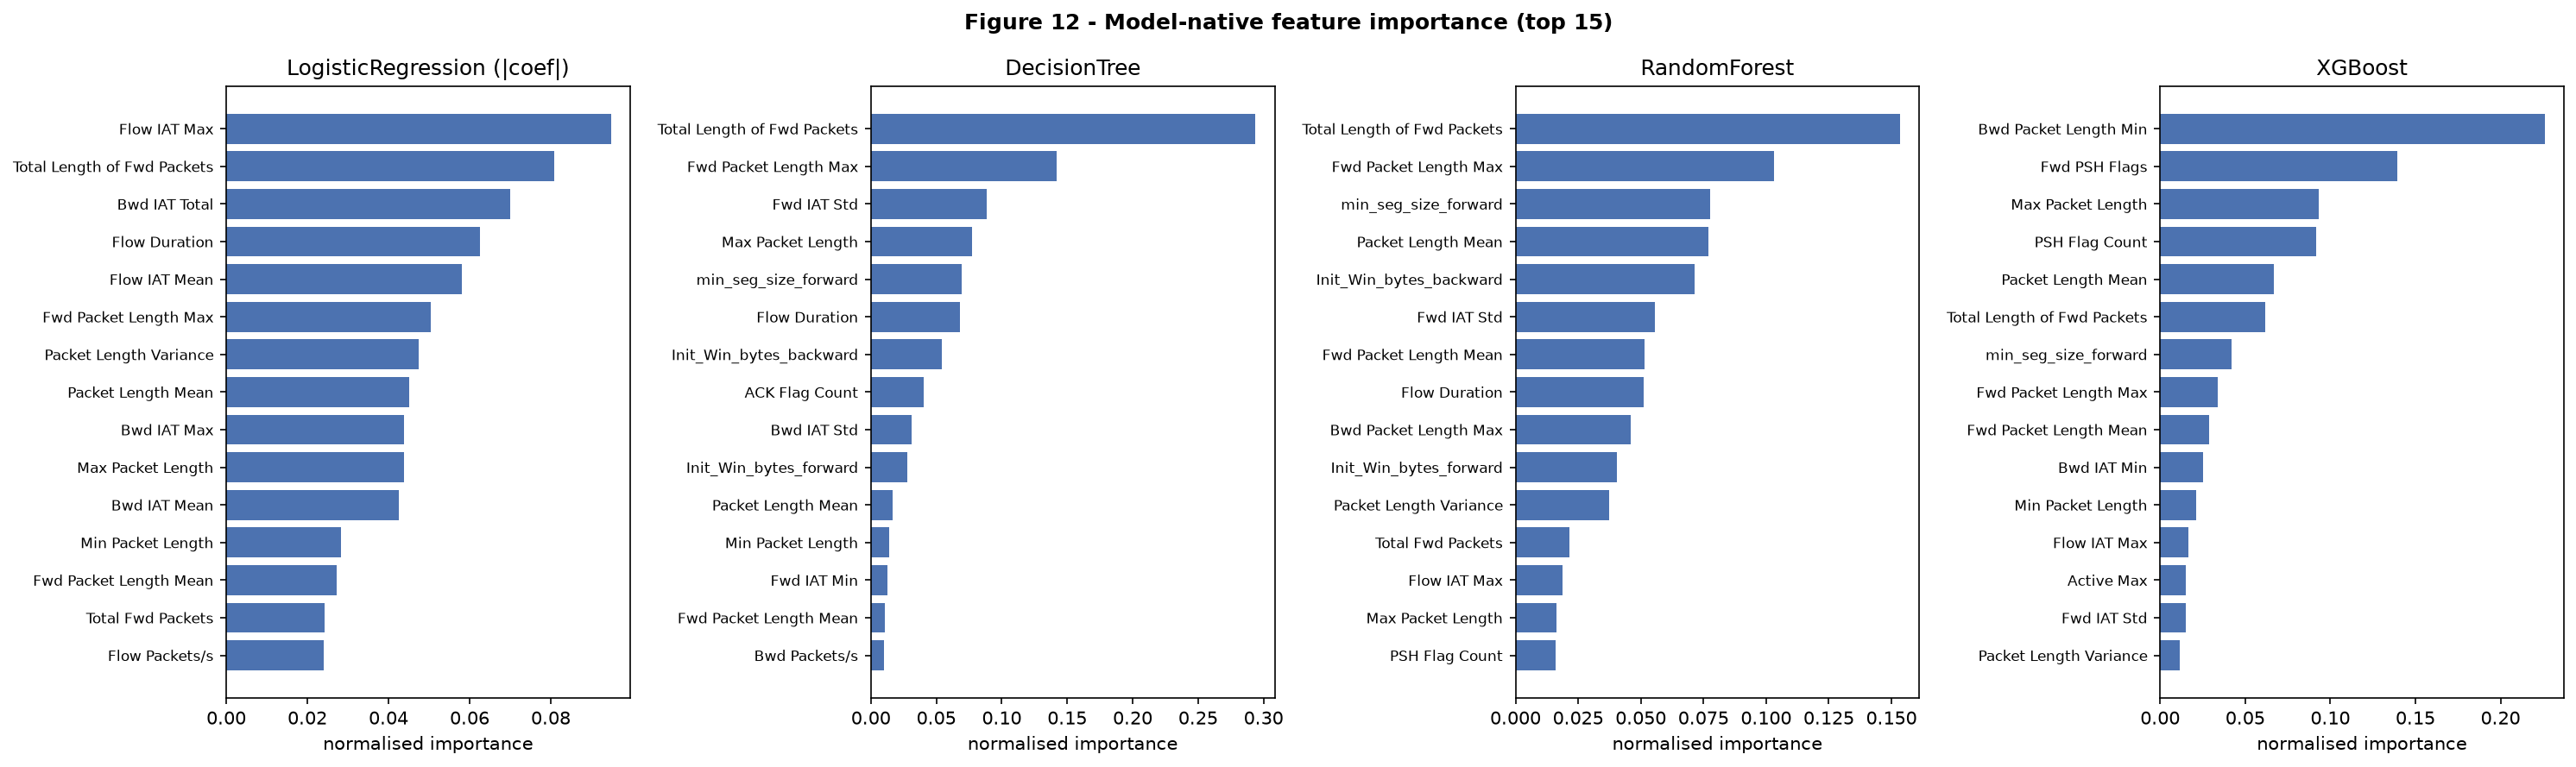 Figure 12 - Model-native feature importance (top 15)
LogisticRegression (|coef|)
Flow IAT Max
Total Length of Fwd Packets
Bwd IAT Total
Flow Duration
Flow IAT Mean
Fwd Packet Length Max
Packet Length Variance
Packet Length Mean
Bwd IAT Max
Max Packet Length
Bwd IAT Mean
Min Packet Length
Fwd Packet Length Mean
Total Fwd Packets
Flow Packets/s
0.00 0.02 0.04 0.06 0.08
normalised importance
DecisionTree
Total Length of Fwd Packets
Fwd Packet Length Max
Fwd IAT Std
Max Packet Length
min_seg_size_forward
Flow Duration
Init_Win_bytes_backward
ACK Flag Count
Bwd IAT Std
Init_Win_bytes_forward
Packet Length Mean
Min Packet Length
Fwd IAT Min
Fwd Packet Length Mean
Bwd Packets/s
0.00 0.05 0.10 0.15 0.20 0.25 0.30
normalised importance
RandomForest
Total Length of Fwd Packets
Fwd Packet Length Max
min_seg_size_forward
Packet Length Mean
Init_Win_bytes_backward
Fwd IAT Std
Fwd Packet Length Mean
Flow Duration
Bwd Packet Length Max
Init_Win_bytes_forward
Packet Length Variance
Total Fwd Packets
Flow IAT Max
Max Packet Length
PSH Flag Count
0.000 0.025 0.050 0.075 0.100 0.125 0.150
normalised importance
XGBoost
Bwd Packet Length Min
Fwd PSH Flags
Max Packet Length
PSH Flag Count
Packet Length Mean
Total Length of Fwd Packets
min_seg_size_forward
Fwd Packet Length Max
Fwd Packet Length Mean
Bwd IAT Min
Min Packet Length
Flow IAT Max
Active Max
Fwd IAT Std
Packet Length Variance
0.00 0.05 0.10 0.15 0.20
normalised importance